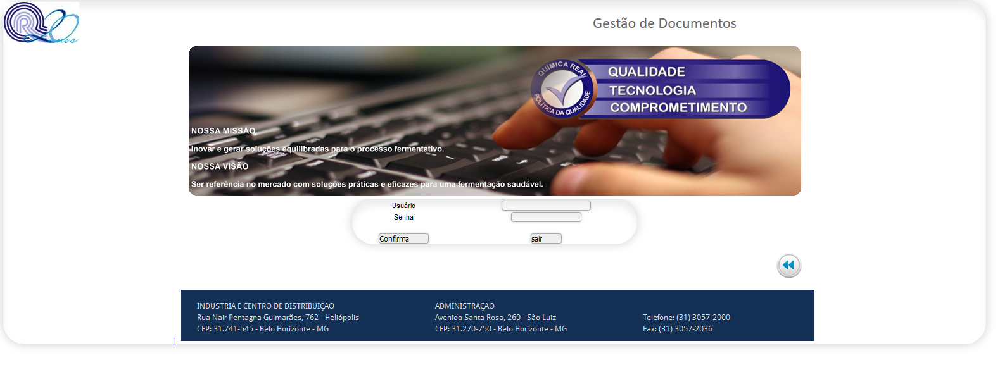 QR 20 anos
Gestão de Documentos
QUÍMICA REAL
POLÍTICA DA QUALIDADE
QUALIDADE
TECNOLOGIA
COMPROMETIMENTO
NOSSA MISSÃO
Inovar e gerar soluções equilibradas para o processo fermentativo.
NOSSA VISÃO
Ser referência no mercado com soluções práticas e eficazes para uma fermentação saudável.
Usuário
Senha
Confirma
sair
INDÚSTRIA E CENTRO DE DISTRIBUIÇÃO
Rua Nair Pentagna Guimarães, 762 - Heliópolis
CEP: 31.741-545 - Belo Horizonte - MG
ADMINISTRAÇÃO
Avenida Santa Rosa, 260 - São Luiz
CEP: 31.270-750 - Belo Horizonte - MG
Telefone: (31) 3057-2000
Fax: (31) 3057-2036